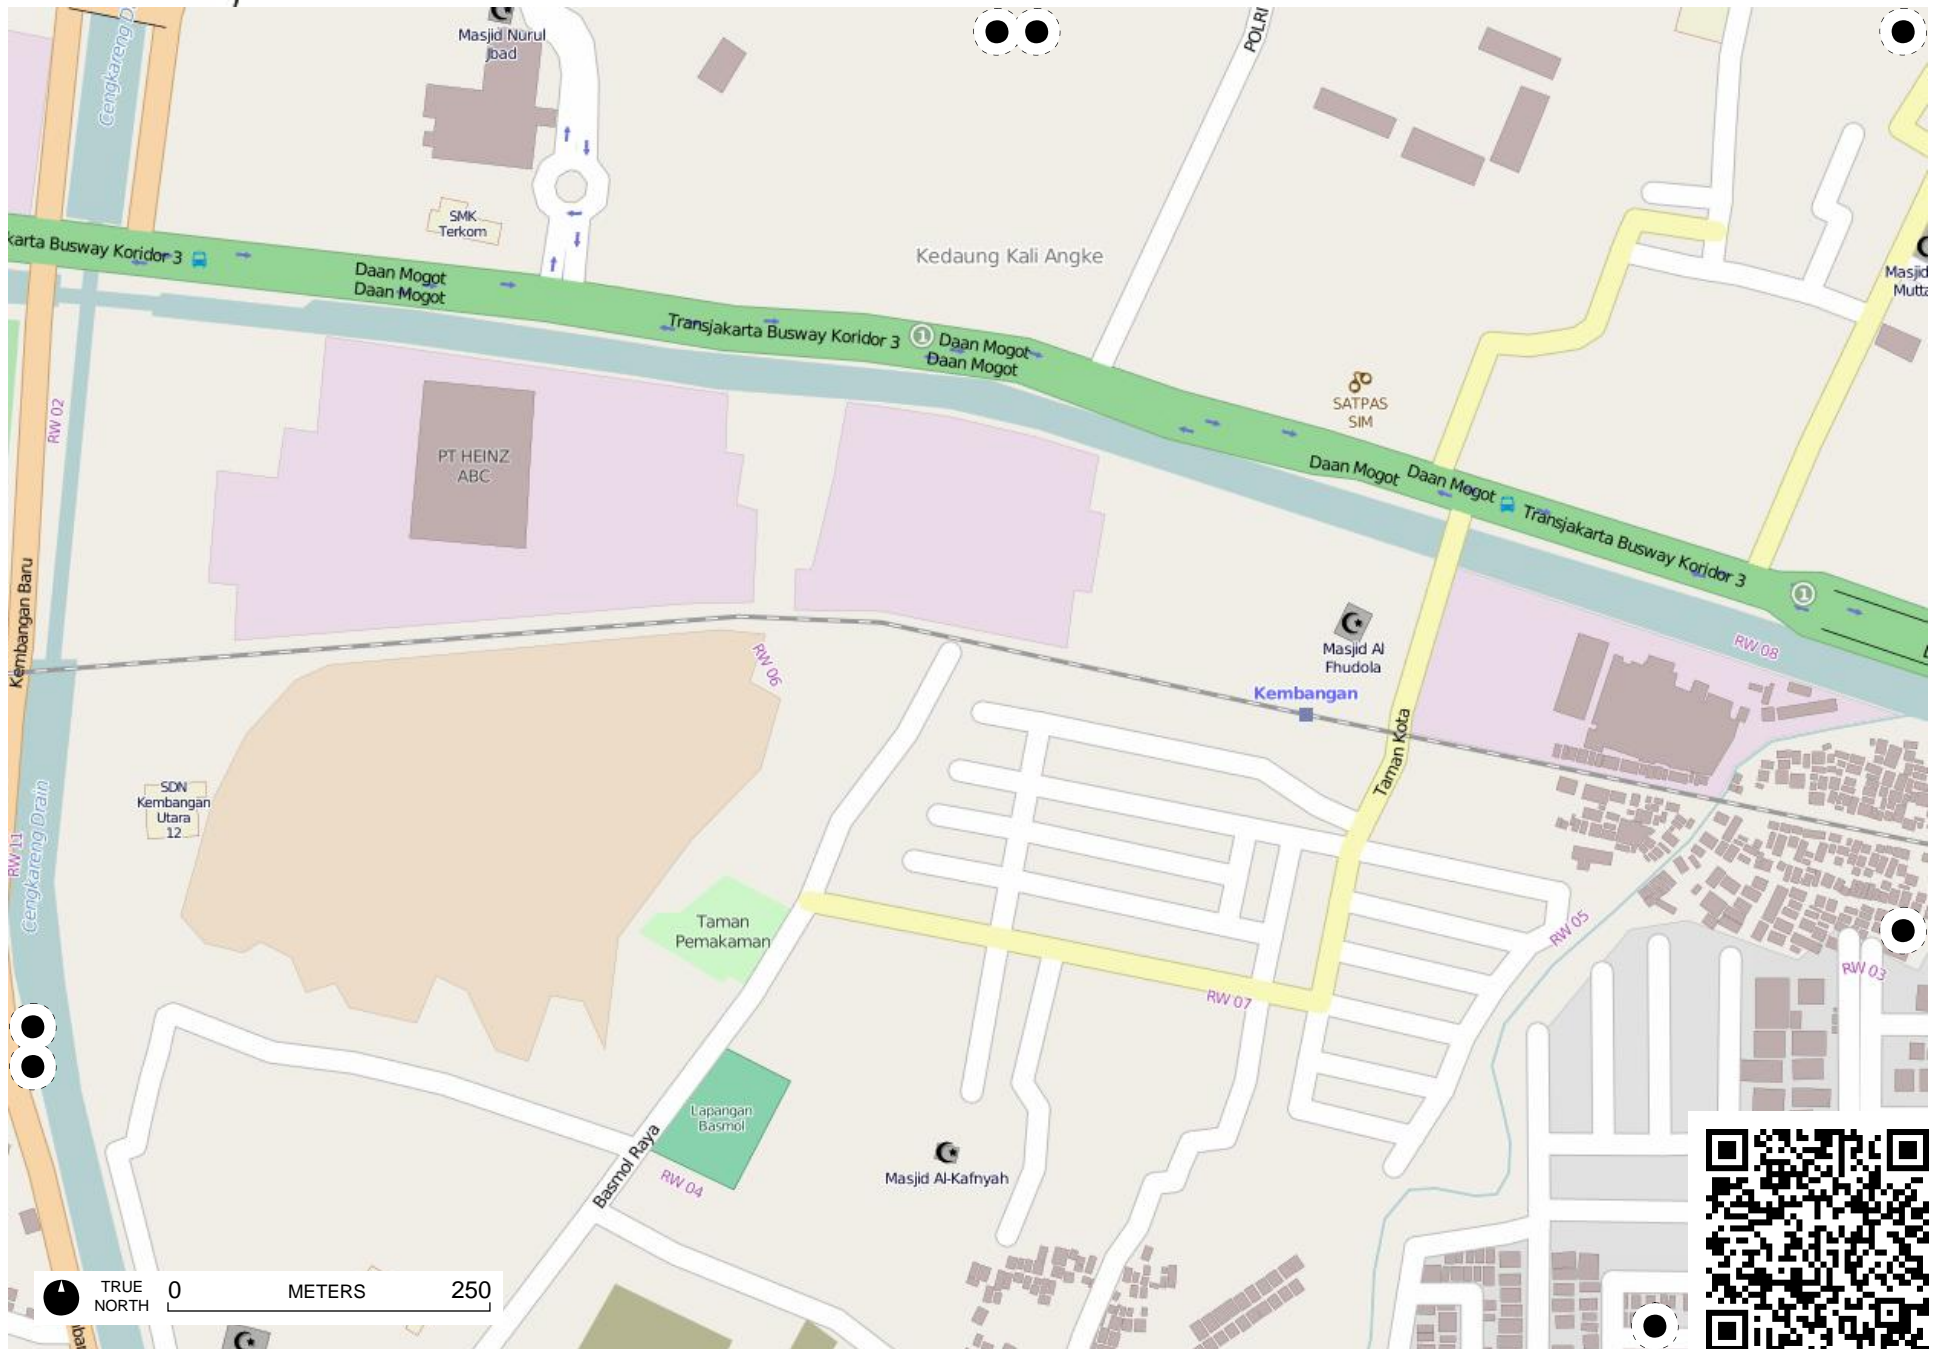 Cengkareng D
Masjid Nurul
Jbad
POLRI
SMK
Terkom
Kedaung Kali Angke
karta Busway Koridor 3
Daan Mogot
Daan Mogot
Masjid
Mutta
Transjakarta Busway Koridor 3
1
Daan Mogot
Daan Mogot
SATPAS
SIM
RW 02
PT HEINZ
ABC
Daan Mogot
Daan Mogot
Transjakarta Busway Koridor 3
1
Kembangan Baru
Masjid Al
Fhudola
RW 08
RW 06
Kembangan
Taman Kota
SDN
Kembangan
Utara
12
RW 11
Cengkareng Drain
Taman
Pemakaman
RW 05
RW 03
RW 07
Lapangan
Basmol
Basmol Raya
RW 04
Masjid Al-Kafnyah
TRUE
NORTH
0 METERS 250